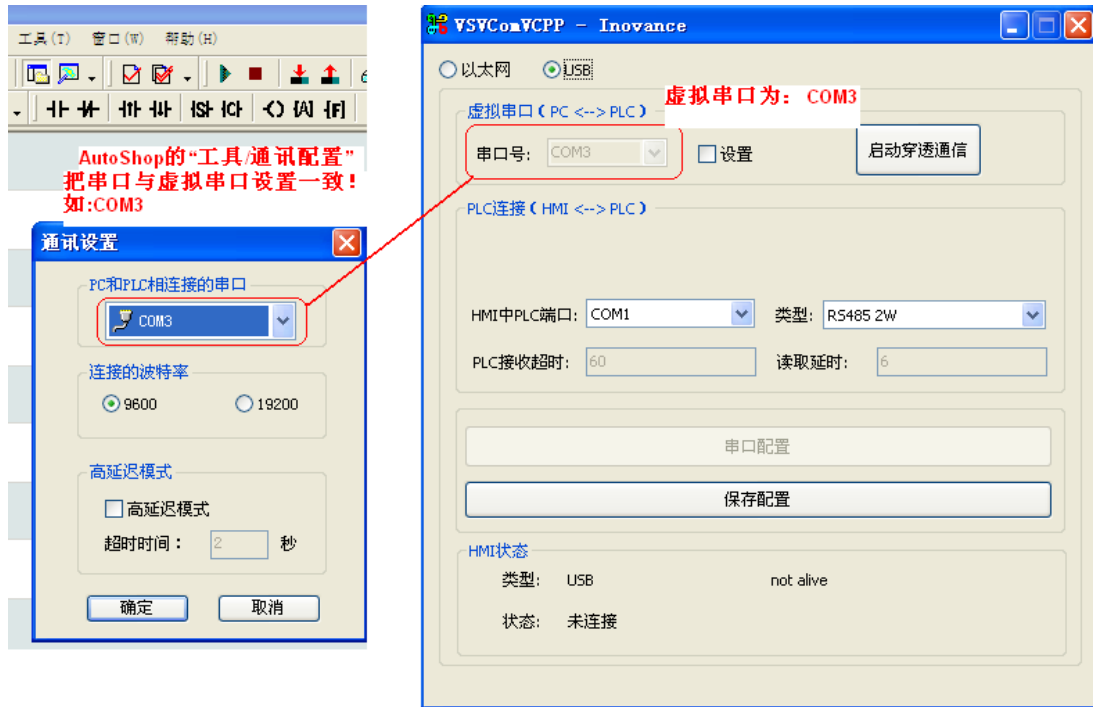 工具(T) 窗口(W) 帮助(H)
AutoShop的“工具/通讯配置”
把串口与虚拟串口设置一致！
如:COM3
通讯设置
PC和PLC相连接的串口
COM3
连接的波特率
9600 19200
高延迟模式
高延迟模式
超时时间： 2 秒
确定 取消
¥S¥Com¥CPP - Inovance
以太网 USB
虚拟串口为: COM3
虚拟串口 ( PC <--> PLC )
串口号: COM3 设置 启动穿透通信
PLC连接 ( HMI <--> PLC )
HMI中PLC端口: COM1 类型: RS485 2W
PLC接收超时: 60 读取延时: 6
串口配置
保存配置
HMI状态
类型: USB not alive
状态: 未连接